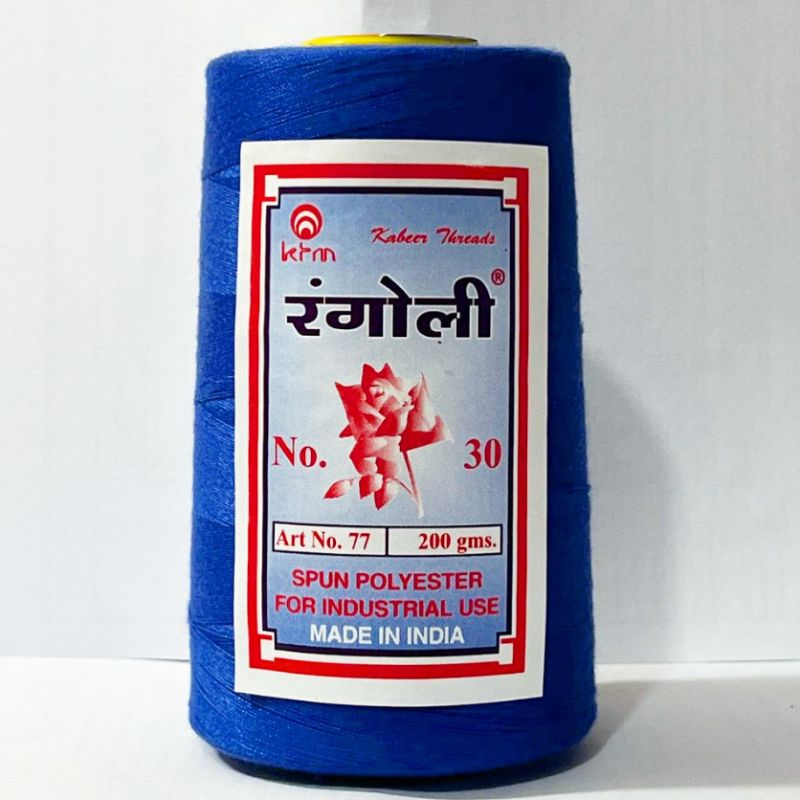 ktm
Kabeer Threads
रंगोली®
No. 30
Art No. 77 200 gms.
SPUN POLYESTER
FOR INDUSTRIAL USE
MADE IN INDIA